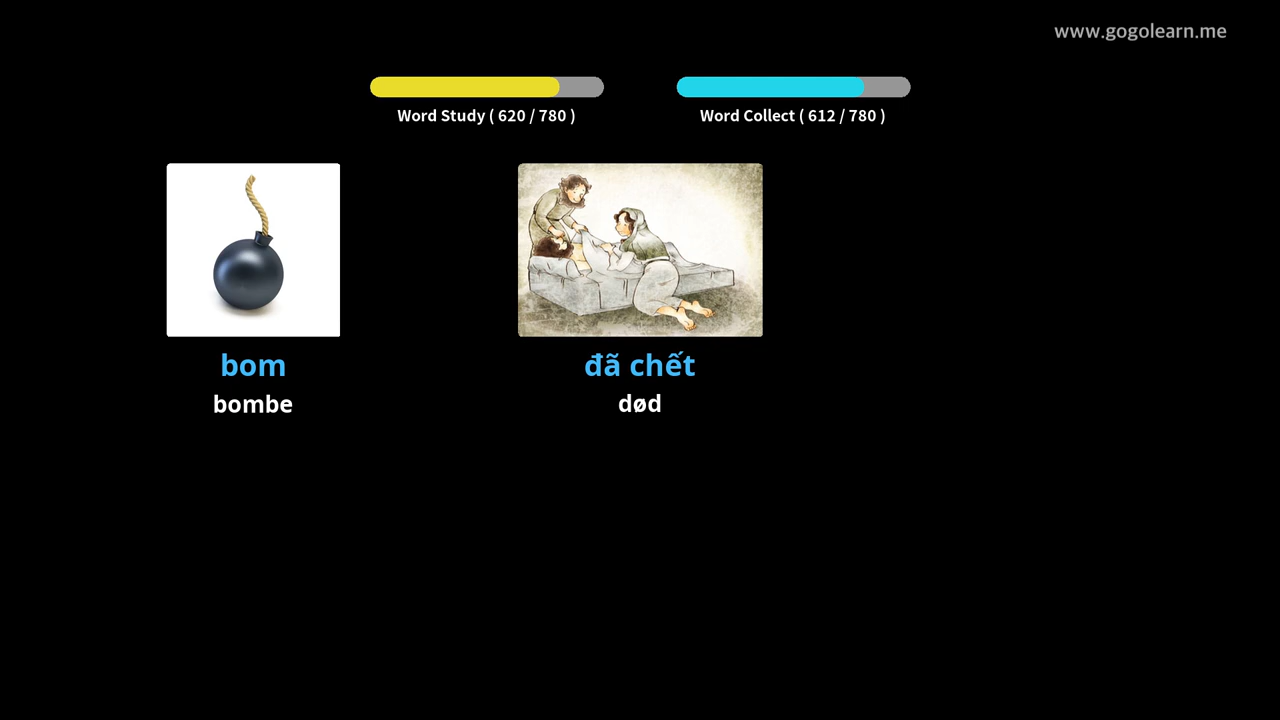 www.gogolearn.me
Word Study ( 620 / 780 )
Word Collect ( 612 / 780 )
bom
bombe
đã chết
død